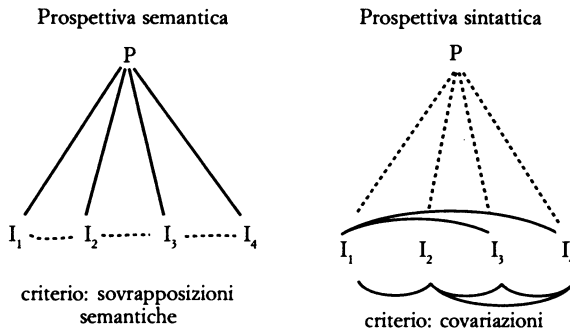 Prospettiva semantica
P
I₁ I₂ I₃ I₄
criterio: sovrapposizioni
semantiche
Prospettiva sintattica
P
I₁ I₂ I₃ I
criterio: covariazioni